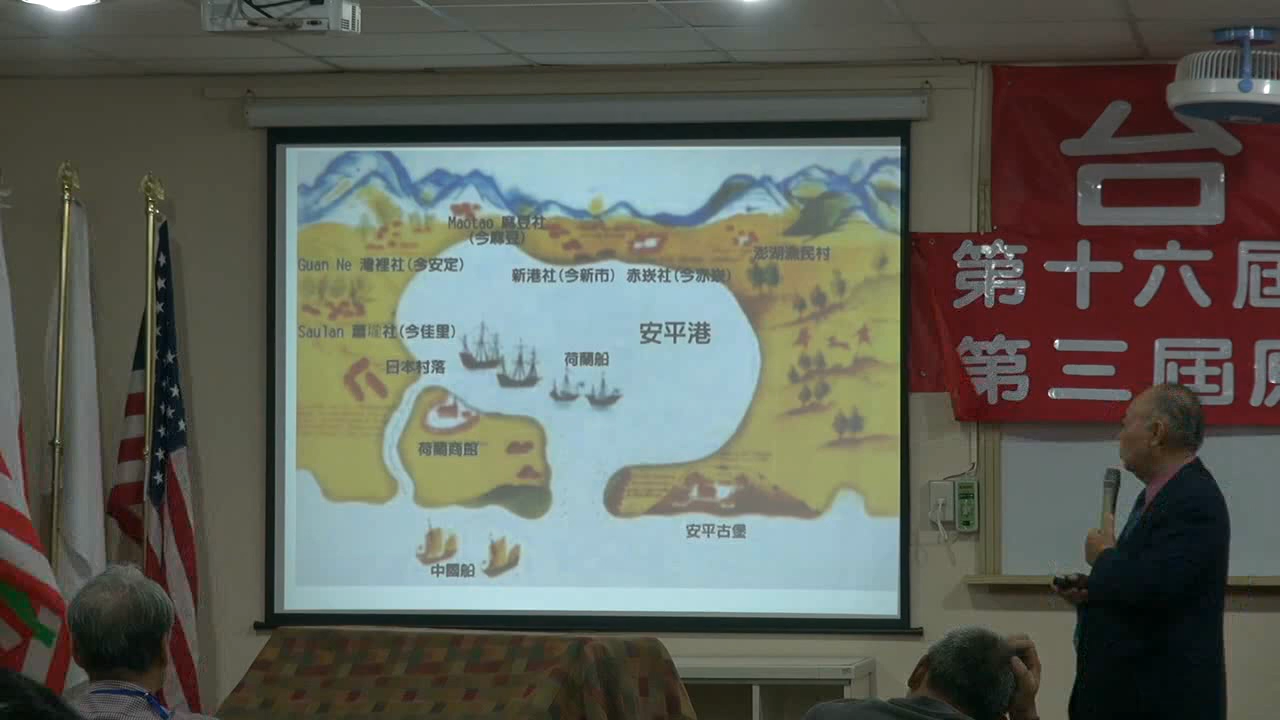 Maotao 麻豆社
(今麻豆)
澎湖漁民村
Guan Ne 灣裡社(今安定)
新港社(今新市) 赤崁社(今赤崁)
Saulan 蕭壠社(今佳里)
安平港
日本村落
荷蘭船
荷蘭商館
安平古堡
中國船
台
第十六屆
第三屆